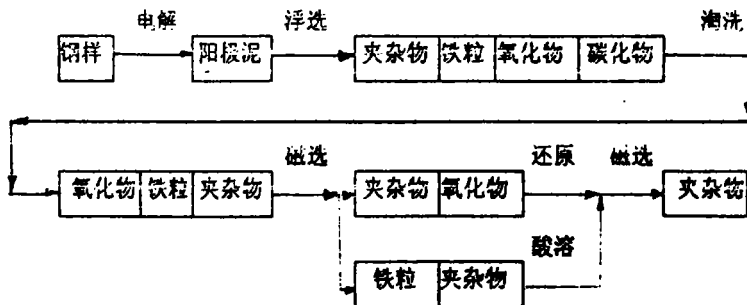 电解 浮选 淘洗
钢样 阳极泥 夹杂物 铁粒 氧化物 碳化物
磁选 还原 磁选
氧化物 铁粒 夹杂物 夹杂物 氧化物 夹杂物
酸溶
铁粒 夹杂物